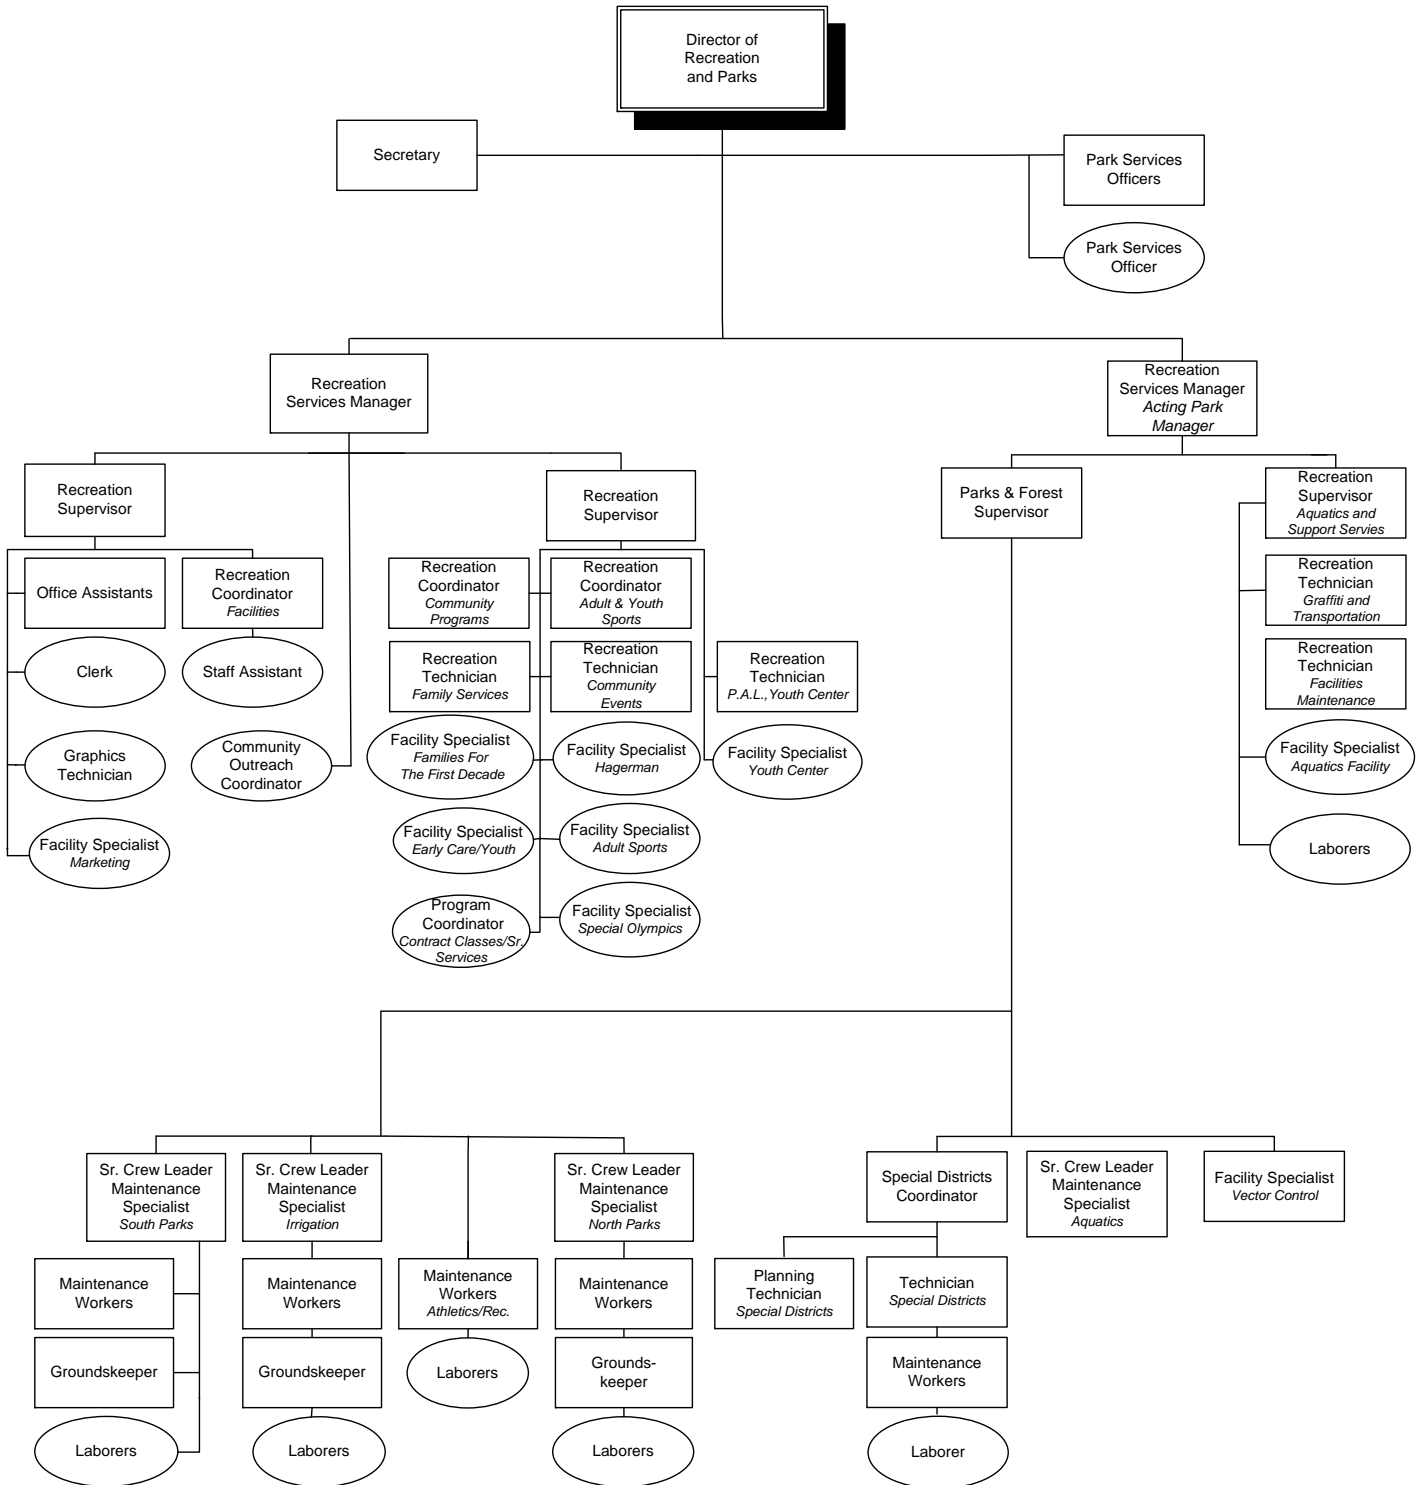 Director of
Recreation
and Parks
Secretary
Park Services
Officers
Park Services
Officer
Recreation
Services Manager
Recreation
Services Manager
Acting Park
Manager
Recreation
Supervisor
Recreation
Supervisor
Parks & Forest
Supervisor
Recreation
Supervisor
Aquatics and
Support Servies
Office Assistants
Recreation
Coordinator
Facilities
Recreation
Coordinator
Community
Programs
Recreation
Coordinator
Adult & Youth
Sports
Recreation
Technician
Graffiti and
Transportation
Clerk
Staff Assistant
Recreation
Technician
Family Services
Recreation
Technician
Community
Events
Recreation
Technician
P.A.L.,Youth Center
Recreation
Technician
Facilities
Maintenance
Graphics
Technician
Community
Outreach
Coordinator
Facility Specialist
Families For
The First Decade
Facility Specialist
Hagerman
Facility Specialist
Youth Center
Facility Specialist
Aquatics Facility
Facility Specialist
Marketing
Facility Specialist
Early Care/Youth
Facility Specialist
Adult Sports
Laborers
Program
Coordinator
Contract Classes/Sr.
Services
Facility Specialist
Special Olympics
Sr. Crew Leader
Maintenance
Specialist
South Parks
Sr. Crew Leader
Maintenance
Specialist
Irrigation
Sr. Crew Leader
Maintenance
Specialist
North Parks
Special Districts
Coordinator
Sr. Crew Leader
Maintenance
Specialist
Aquatics
Facility Specialist
Vector Control
Maintenance
Workers
Maintenance
Workers
Maintenance
Workers
Athletics/Rec.
Maintenance
Workers
Planning
Technician
Special Districts
Technician
Special Districts
Groundskeeper
Groundskeeper
Laborers
Grounds-
keeper
Maintenance
Workers
Laborers
Laborers
Laborers
Laborer